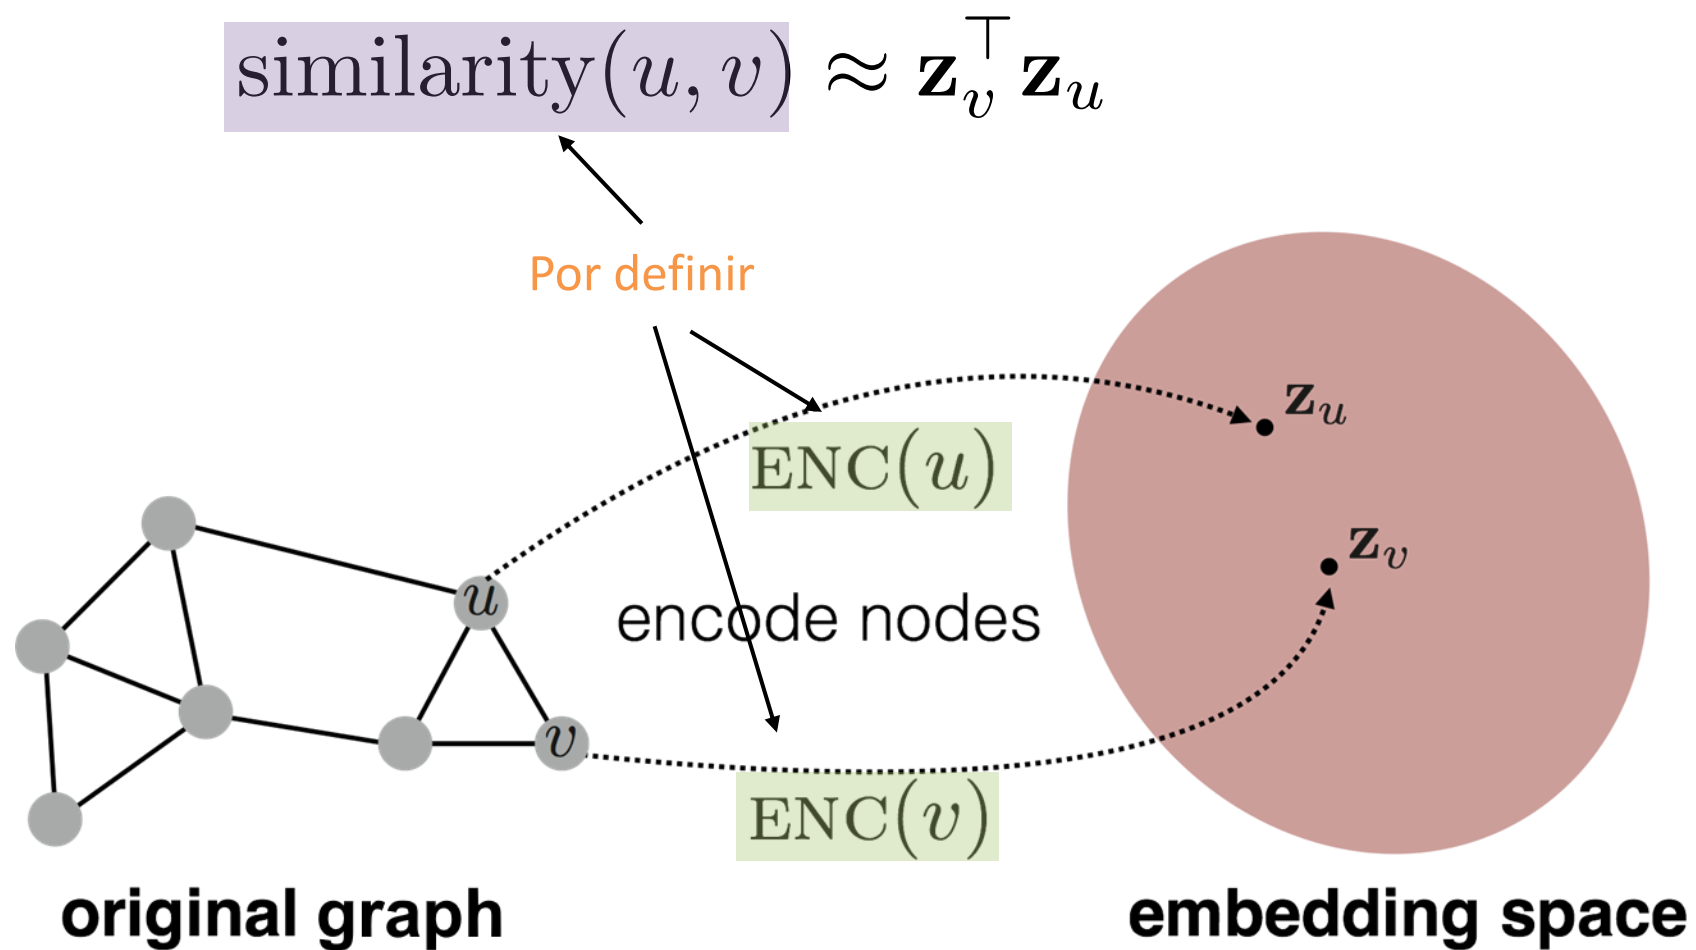 similarity(u, v) ≈ z_v^⊤ z_u
Por definir
z_u
ENC(u)
z_v
u
encode nodes
v
ENC(v)
original graph
embedding space